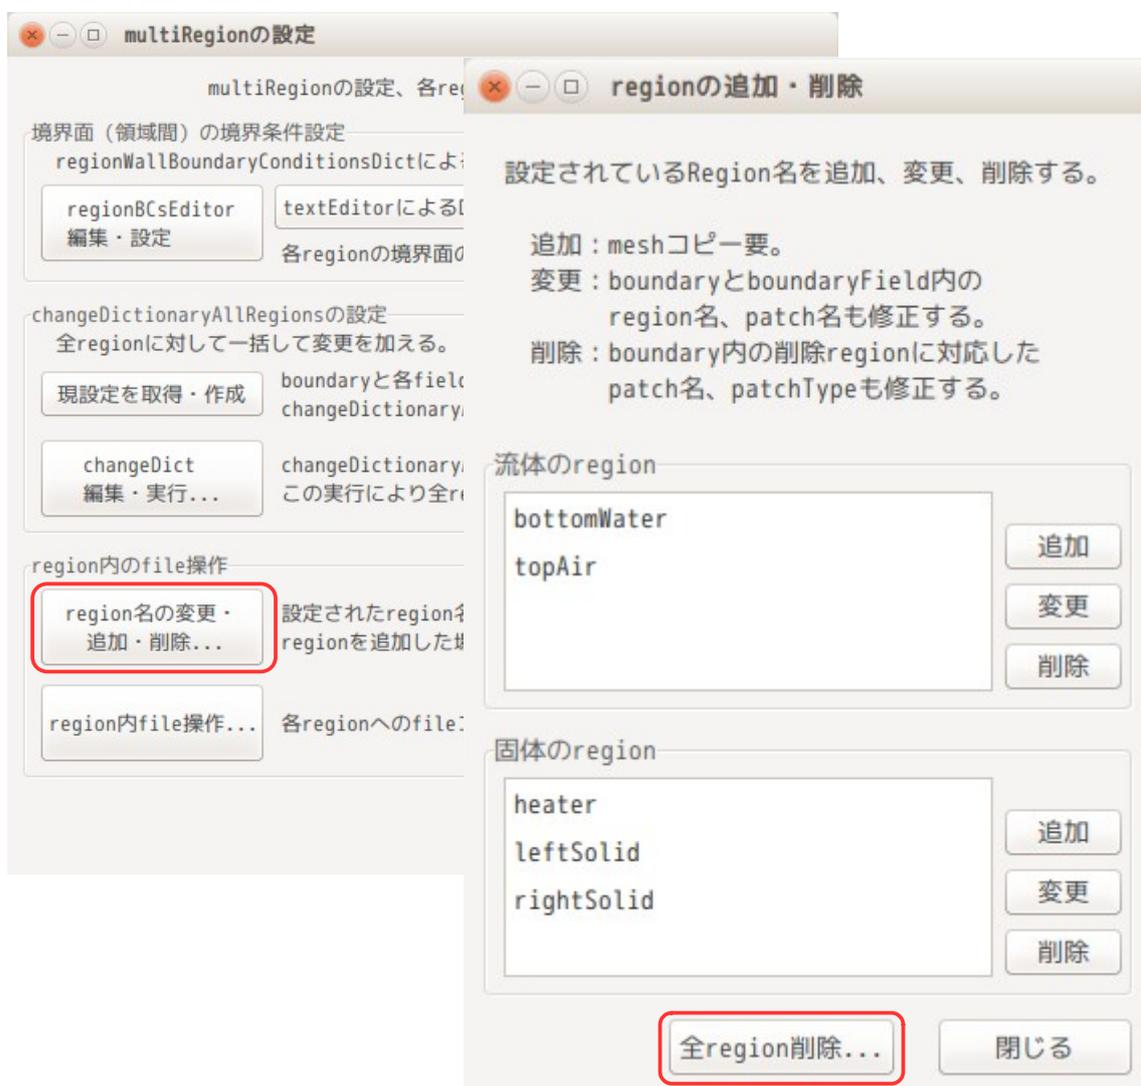 multiRegionの設定
multiRegionの設定、各reg
境界面（領域間）の境界条件設定
regionWallBoundaryConditionsDictによる
regionBCsEditor
編集・設定
textEditorによる
各regionの境界面の
changeDictionaryAllRegionsの設定
全regionに対して一括して変更を加える。
現設定を取得・作成
boundaryと各field
changeDictionary
changeDict
編集・実行...
changeDictionary
この実行により全re
region内のfile操作
region名の変更・
追加・削除...
設定されたregion名
regionを追加した場
region内file操作...
各regionへのfile
regionの追加・削除
設定されているRegion名を追加、変更、削除する。
追加：meshコピー要。
変更：boundaryとboundaryField内の
region名、patch名も修正する。
削除：boundary内の削除regionに対応した
patch名、patchTypeも修正する。
流体のregion
bottomWater
topAir
追加
変更
削除
固体のregion
heater
leftSolid
rightSolid
追加
変更
削除
全region削除...
閉じる